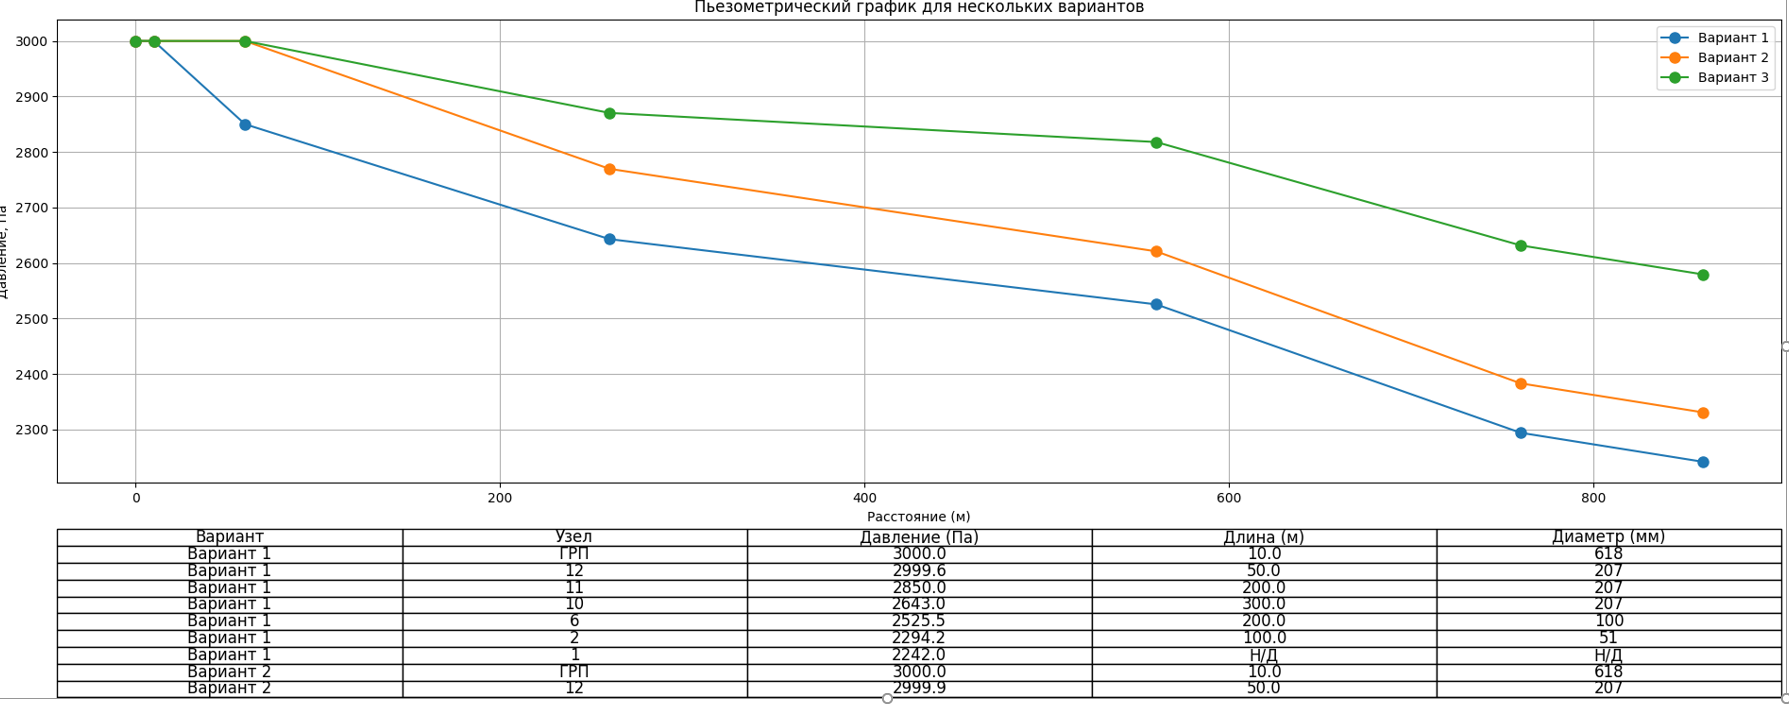 Пьезометрический график для нескольких вариантов
3000
2900
2800
2700
2600
2500
2400
2300
Давление, Па
Вариант 1
Вариант 2
Вариант 3
0 200 400 600 800
Расстояние (м)
Вариант Узел Давление (Па) Длина (м) Диаметр (мм)
Вариант 1 ГРП 3000.0 10.0 618
Вариант 1 12 2999.6 50.0 207
Вариант 1 11 2850.0 200.0 207
Вариант 1 10 2643.0 300.0 207
Вариант 1 6 2525.5 200.0 100
Вариант 1 2 2294.2 100.0 51
Вариант 1 1 2242.0 Н/Д Н/Д
Вариант 2 ГРП 3000.0 10.0 618
Вариант 2 12 2999.9 50.0 207